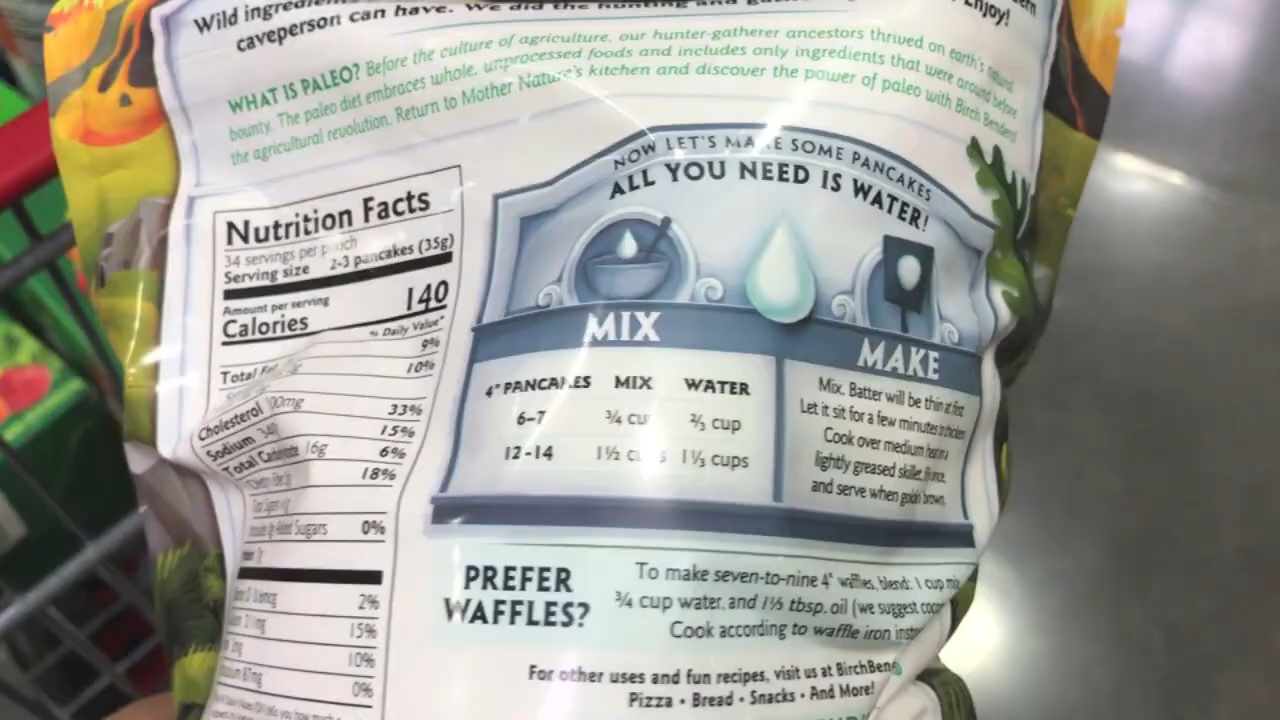 Wild ingredients
caveperson can have. We did the hunting and
Enjoy!
WHAT IS PALEO? Before the culture of agriculture, our hunter-gatherer ancestors thrived on earth's natural
bounty. The paleo diet embraces whole, unprocessed foods and includes only ingredients that were around before
the agricultural revolution. Return to Mother Nature's kitchen and discover the power of paleo with Birch Benders!
NOW LET'S MAKE SOME PANCAKES
ALL YOU NEED IS WATER!
Nutrition Facts
34 servings per pouch
Serving size 2-3 pancakes (35g)
Amount per serving
Calories 140
% Daily Value*
Total 9%
10%
Cholesterol 100mg 33%
Sodium 340 15%
Total 16g 6%
18%
Added Sugars 0%
2%
15%
10%
0%
MIX
4" PANCAKES MIX WATER
6-7 ¾ cup ⅔ cup
12-14 1½ cups 1⅓ cups
MAKE
Mix. Batter will be thin at first.
Let it sit for a few minutes to thicken.
Cook over medium heat in a
lightly greased skillet, flip once,
and serve when golden brown.
PREFER
WAFFLES?
To make seven-to-nine 4" waffles, blend: 1 cup mix
¾ cup water, and 1⅓ tbsp. oil (we suggest
Cook according to waffle iron
For other uses and fun recipes, visit us at BirchBen
Pizza • Bread • Snacks • And More!